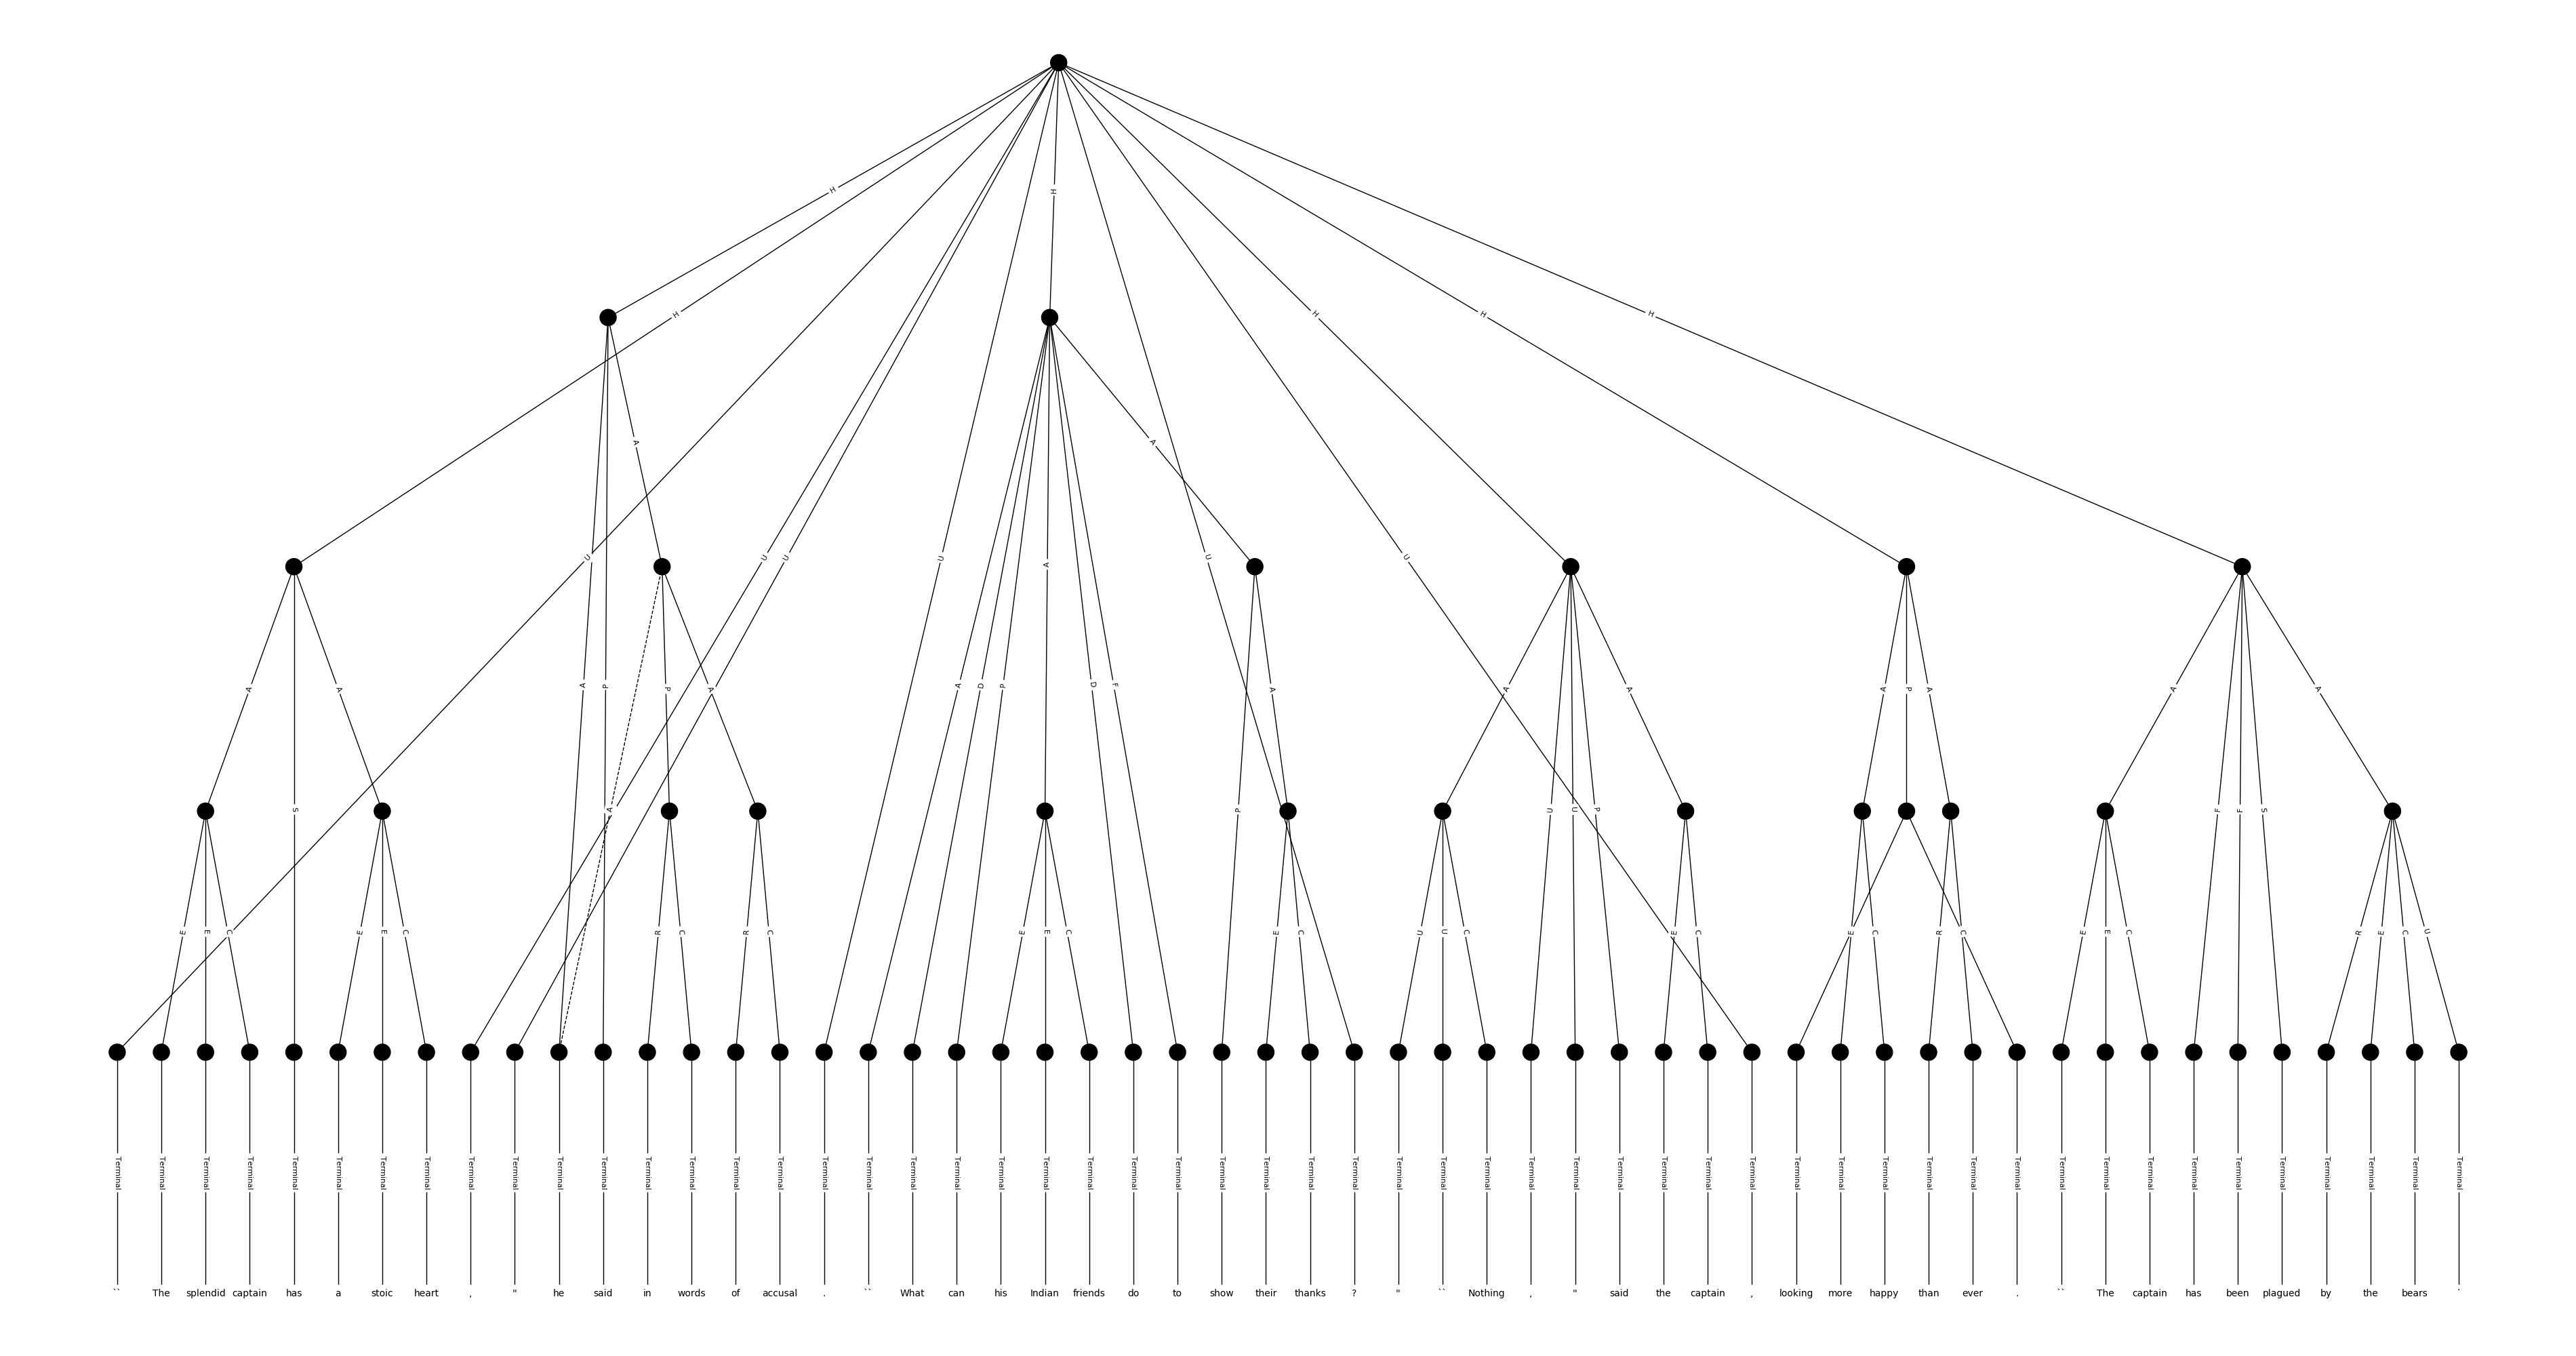 H H
H H H H H
A A
U U U U A U U
A A A P P A A D P D F A A A A P A A A
S A P U U P F F S
E E C E E C R C R C E E C E C U U C E C E C R C E E C R E C U
Terminal Terminal Terminal Terminal Terminal Terminal Terminal Terminal Terminal Terminal Terminal Terminal Terminal Terminal Terminal Terminal Terminal Terminal Terminal Terminal Terminal Terminal Terminal Terminal Terminal Terminal Terminal Terminal Terminal Terminal Terminal Terminal Terminal Terminal Terminal Terminal Terminal Terminal Terminal Terminal Terminal Terminal Terminal Terminal Terminal Terminal Terminal Terminal Terminal Terminal Terminal Terminal Terminal Terminal
`` The splendid captain has a stoic heart , " he said in words of accusal . `` What can his Indian friends do to show their thanks ? " `` Nothing , " said the captain , looking more happy than ever . `` The captain has been plagued by the bears `